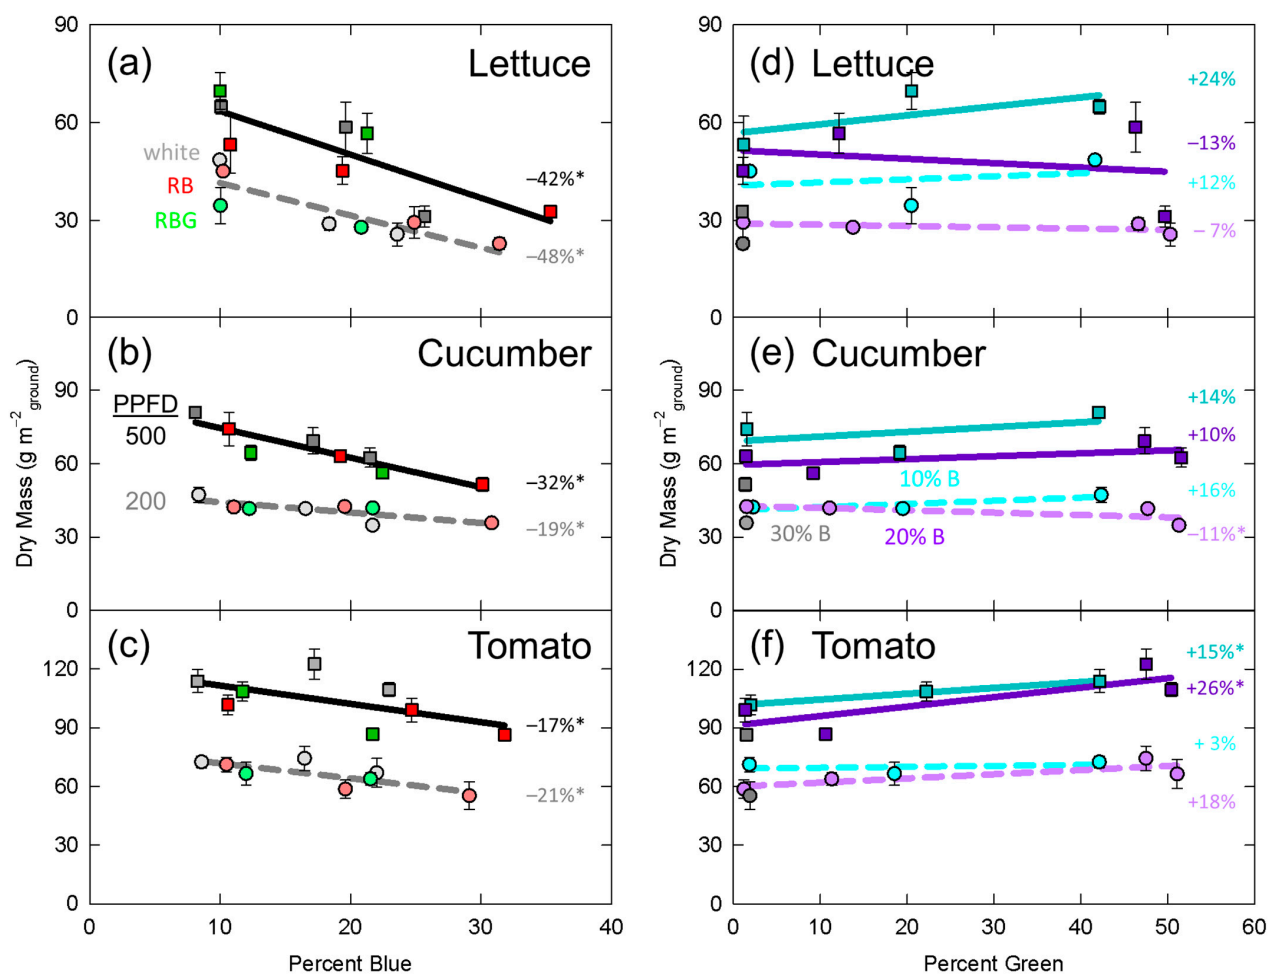 (a) Lettuce
90
60
30
0
white
RB
RBG
−42%*
−48%*
(d) Lettuce
90
60
30
0
+24%
−13%
+12%
− 7%
(b) Cucumber
90
60
30
0
PPFD
500
200
−32%*
−19%*
Dry Mass (g m−2 ground)
(e) Cucumber
90
60
30
0
+14%
+10%
10% B
+16%
30% B
20% B
−11%*
Dry Mass (g m−2 ground)
(c) Tomato
120
90
60
30
0
−17%*
−21%*
0 10 20 30 40
Percent Blue
(f) Tomato
120
90
60
30
0
+15%*
+26%*
+ 3%
+18%
0 10 20 30 40 50 60
Percent Green